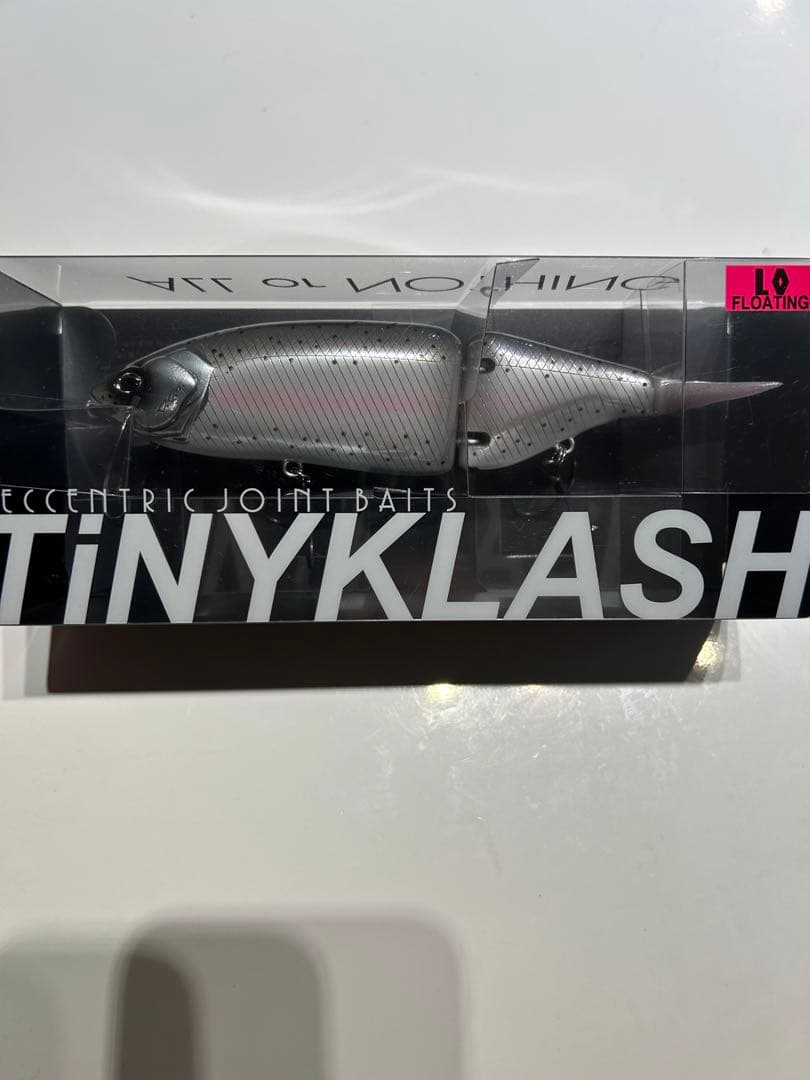 ALL or NOTHING
LO
FLOATING
ECCENTRIC JOINT BAITS
TiNYKLASH